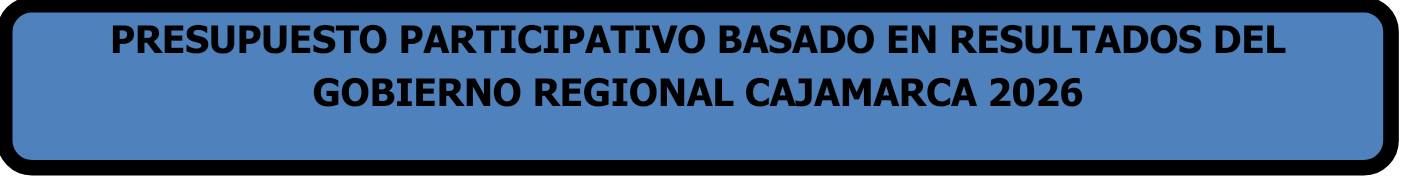 PRESUPUESTO PARTICIPATIVO BASADO EN RESULTADOS DEL
GOBIERNO REGIONAL CAJAMARCA 2026